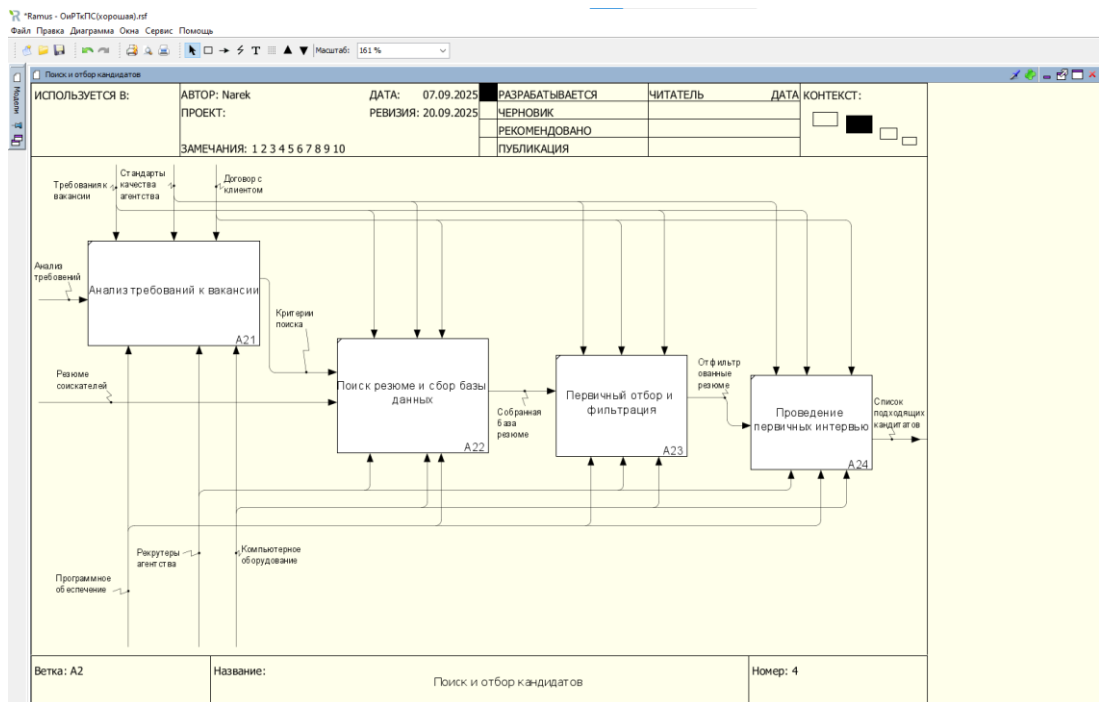 *Ramus - ОиРТкПС(хорошая).rsf
Файл Правка Диаграмма Окна Сервис Помощь
Масштаб: 161 %
Модели
Поиск и отбор кандидатов
ИСПОЛЬЗУЕТСЯ В:
АВТОР: Narek
ДАТА: 07.09.2025
РАЗРАБАТЫВАЕТСЯ
ЧИТАТЕЛЬ
ДАТА
КОНТЕКСТ:
ПРОЕКТ:
РЕВИЗИЯ: 20.09.2025
ЧЕРНОВИК
РЕКОМЕНДОВАНО
ЗАМЕЧАНИЯ: 1 2 3 4 5 6 7 8 9 10
ПУБЛИКАЦИЯ
Требования к
вакансии
Стандарты
качества
агентства
Договор с
клиентом
Анализ
требовений
Анализ требований к вакансии
A21
Критерии
поиска
Резюме
соискателей
Поиск резюме и сбор базы
данных
A22
Собранная
база
резюме
Первичный отбор и
фильтрация
A23
Отфильтр
ованные
резюме
Проведение
первичных интервью
A24
Список
подходящих
кандитатов
Рекрутеры
агентства
Компьютерное
оборудование
Программное
обеспечение
Ветка: A2
Название:
Поиск и отбор кандидатов
Номер: 4